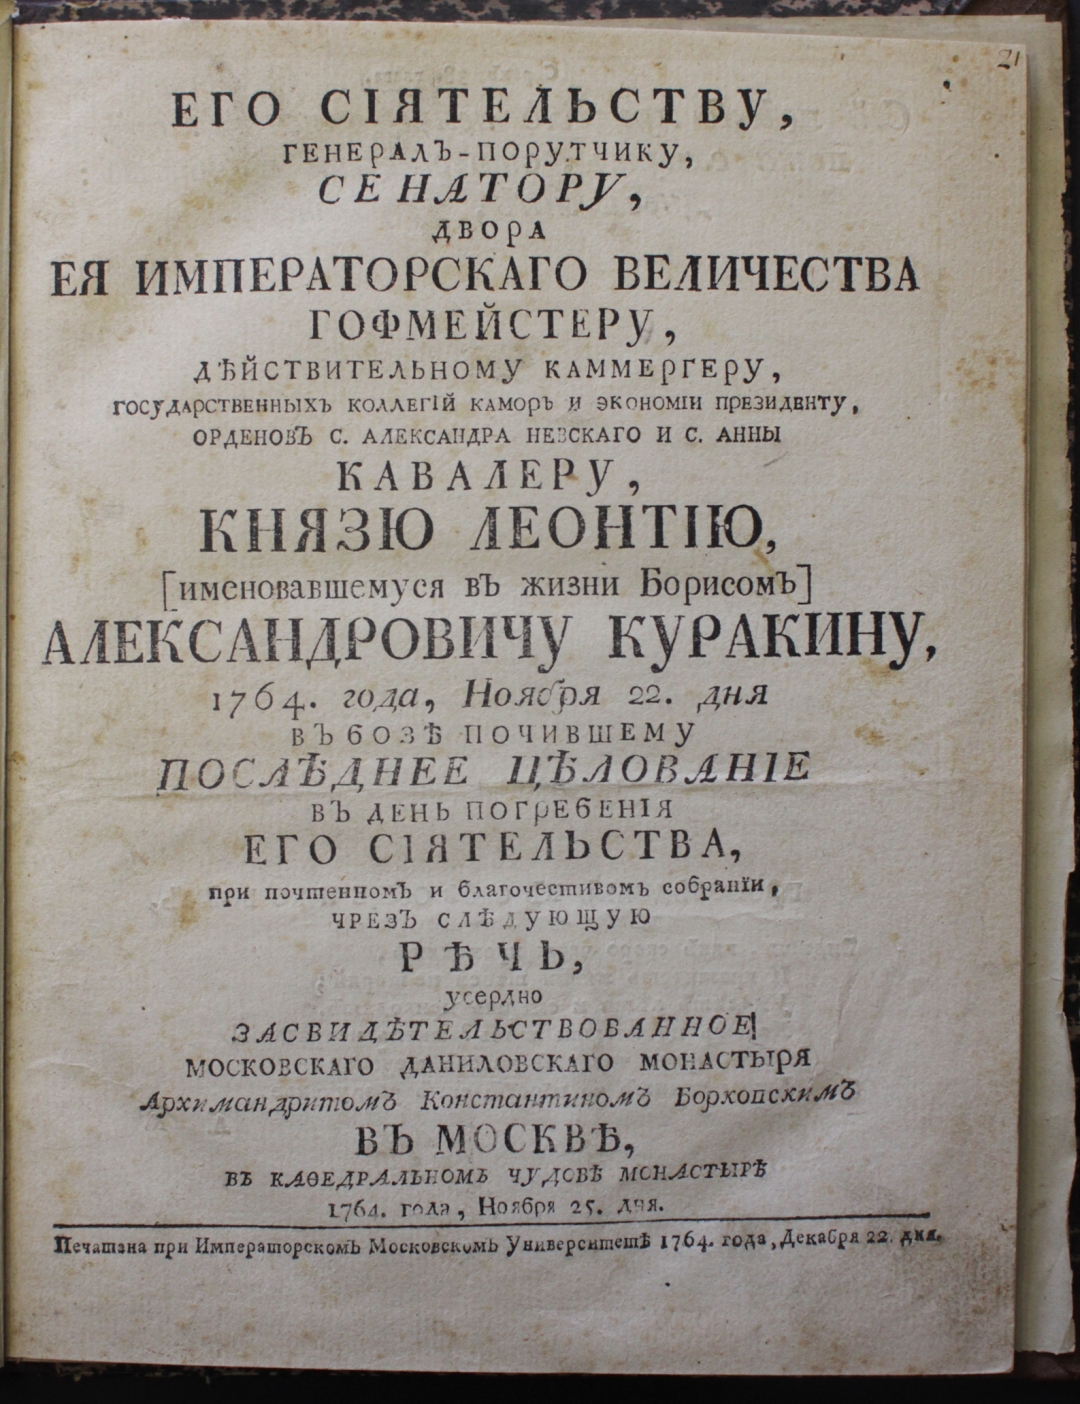 21
ЕГО СІЯТЕЛЬСТВУ,
ГЕНЕРАЛЪ-ПОРУТЧИКУ,
СЕНАТОРУ,
ДВОРА
ЕЯ ИМПЕРАТОРСКАГО ВЕЛИЧЕСТВА
ГОФМЕЙСТЕРУ,
ДѢЙСТВИТЕЛЬНОМУ КАММЕРГЕРУ,
ГОСУДАРСТВЕННЫХЪ КОЛЛЕГІЙ КАМОРЪ И ЭКОНОМІИ ПРЕЗИДЕНТУ,
ОРДЕНОВЪ С. АЛЕКСАНДРА НЕВСКАГО И С. АННЫ
КАВАЛЕРУ,
КНЯЗЮ ЛЕОНТІЮ,
[именовавшемуся въ жизни Борисомъ]
АЛЕКСАНДРОВИЧУ КУРАКИНУ,
1764. года, Ноября 22. дня
ВЪ БОЗѢ ПОЧИВШЕМУ
ПОСЛѢДНЕЕ ЦѢЛОВАНІЕ
ВЪ ДЕНЬ ПОГРЕБЕНІЯ
ЕГО СІЯТЕЛЬСТВА,
при почтенномъ и благочестивомъ собраніи,
ЧРЕЗЪ СЛѢДУЮЩУЮ
РѢЧЬ,
усердно
ЗАСВИДѢТЕЛЬСТВОВАННОЕ
МОСКОВСКАГО ДАНИЛОВСКАГО МОНАСТЫРЯ
Архимандритомъ Константиномъ Борковскимъ
ВЪ МОСКВѢ,
ВЪ КАѲЕДРАЛЬНОМЪ ЧУДОВѢ МОНАСТЫРѢ
1764. года, Ноября 25. дня.
Печатана при Императорскомъ Московскомъ Университетѣ 1764. года, Декабря 22. дня.